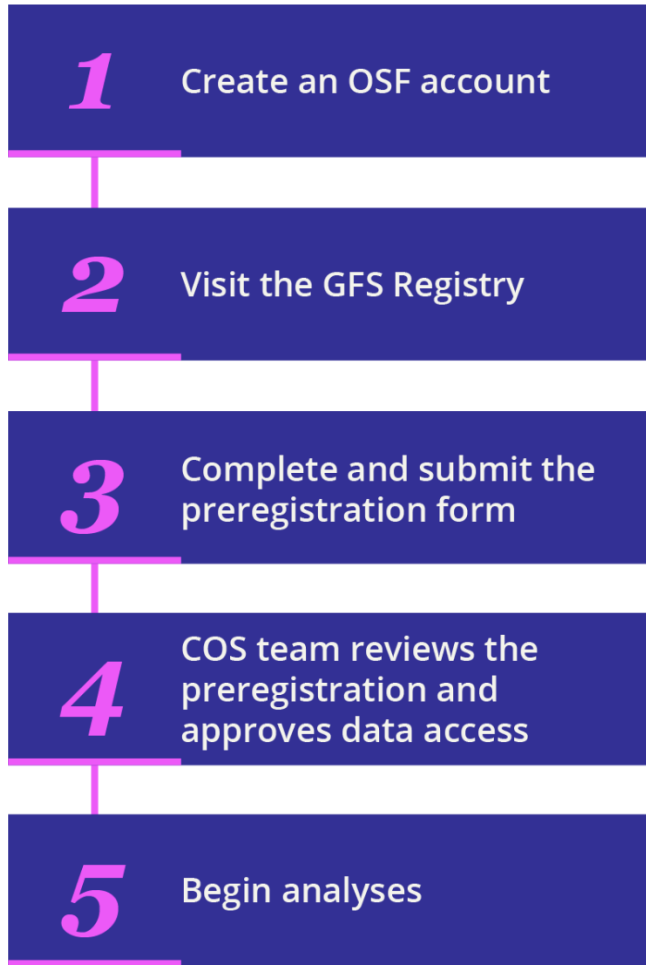 1
Create an OSF account
2
Visit the GFS Registry
3
Complete and submit the
preregistration form
4
COS team reviews the
preregistration and
approves data access
5
Begin analyses